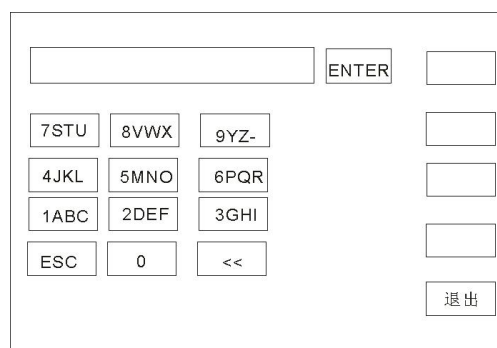 ENTER
7STU 8VWX 9YZ-
4JKL 5MNO 6PQR
1ABC 2DEF 3GHI
ESC 0 <<
退出